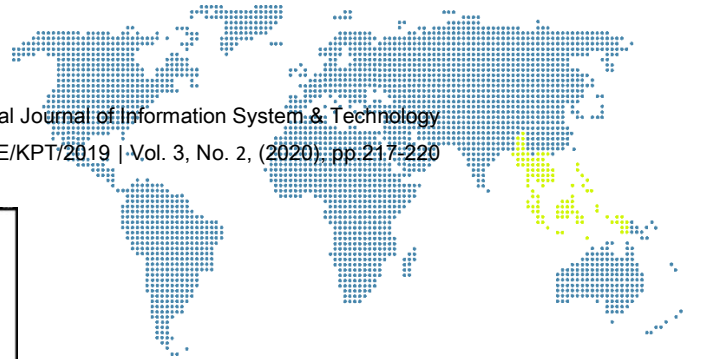 al Journal of Information System & Technology
E/KPT/2019 | Vol. 3, No. 2, (2020), pp.217-220